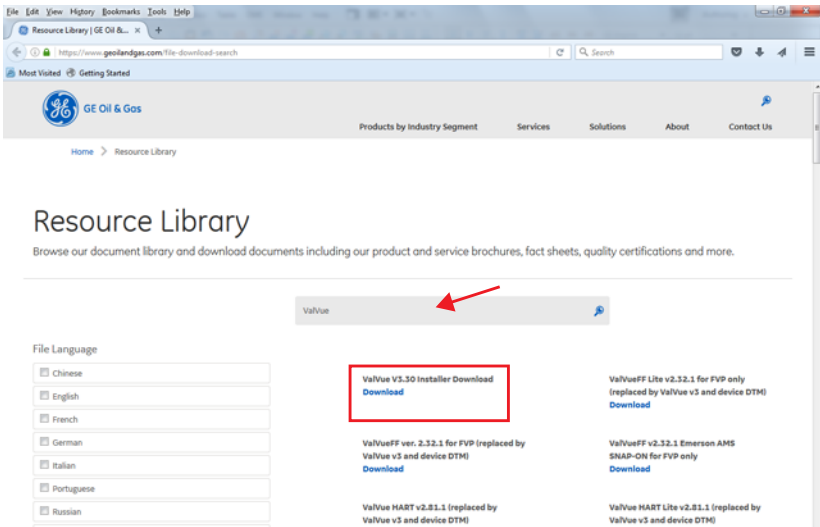 File Edit View History Bookmarks Tools Help
Resource Library | GE Oil &... × +
https://www.geoilandgas.com/file-download-search
Search
Most Visited Getting Started
GE Oil & Gas
Products by Industry Segment Services Solutions About Contact Us
Home > Resource Library
Resource Library
Browse our document library and download documents including our product and service brochures, fact sheets, quality certifications and more.
ValVue
File Language
Chinese
English
French
German
Italian
Portuguese
Russian
ValVue V3.30 Installer Download
Download
ValVueFF Lite v2.32.1 for FVP only
(replaced by ValVue v3 and device DTM)
Download
ValVueFF ver. 2.32.1 for FVP (replaced by
ValVue v3 and device DTM)
Download
ValVueFF v2.32.1 Emerson AMS
SNAP-ON for FVP only
Download
ValVue HART v2.81.1 (replaced by
ValVue v3 and device DTM)
ValVue HART Lite v2.81.1 (replaced by
ValVue v3 and device DTM)